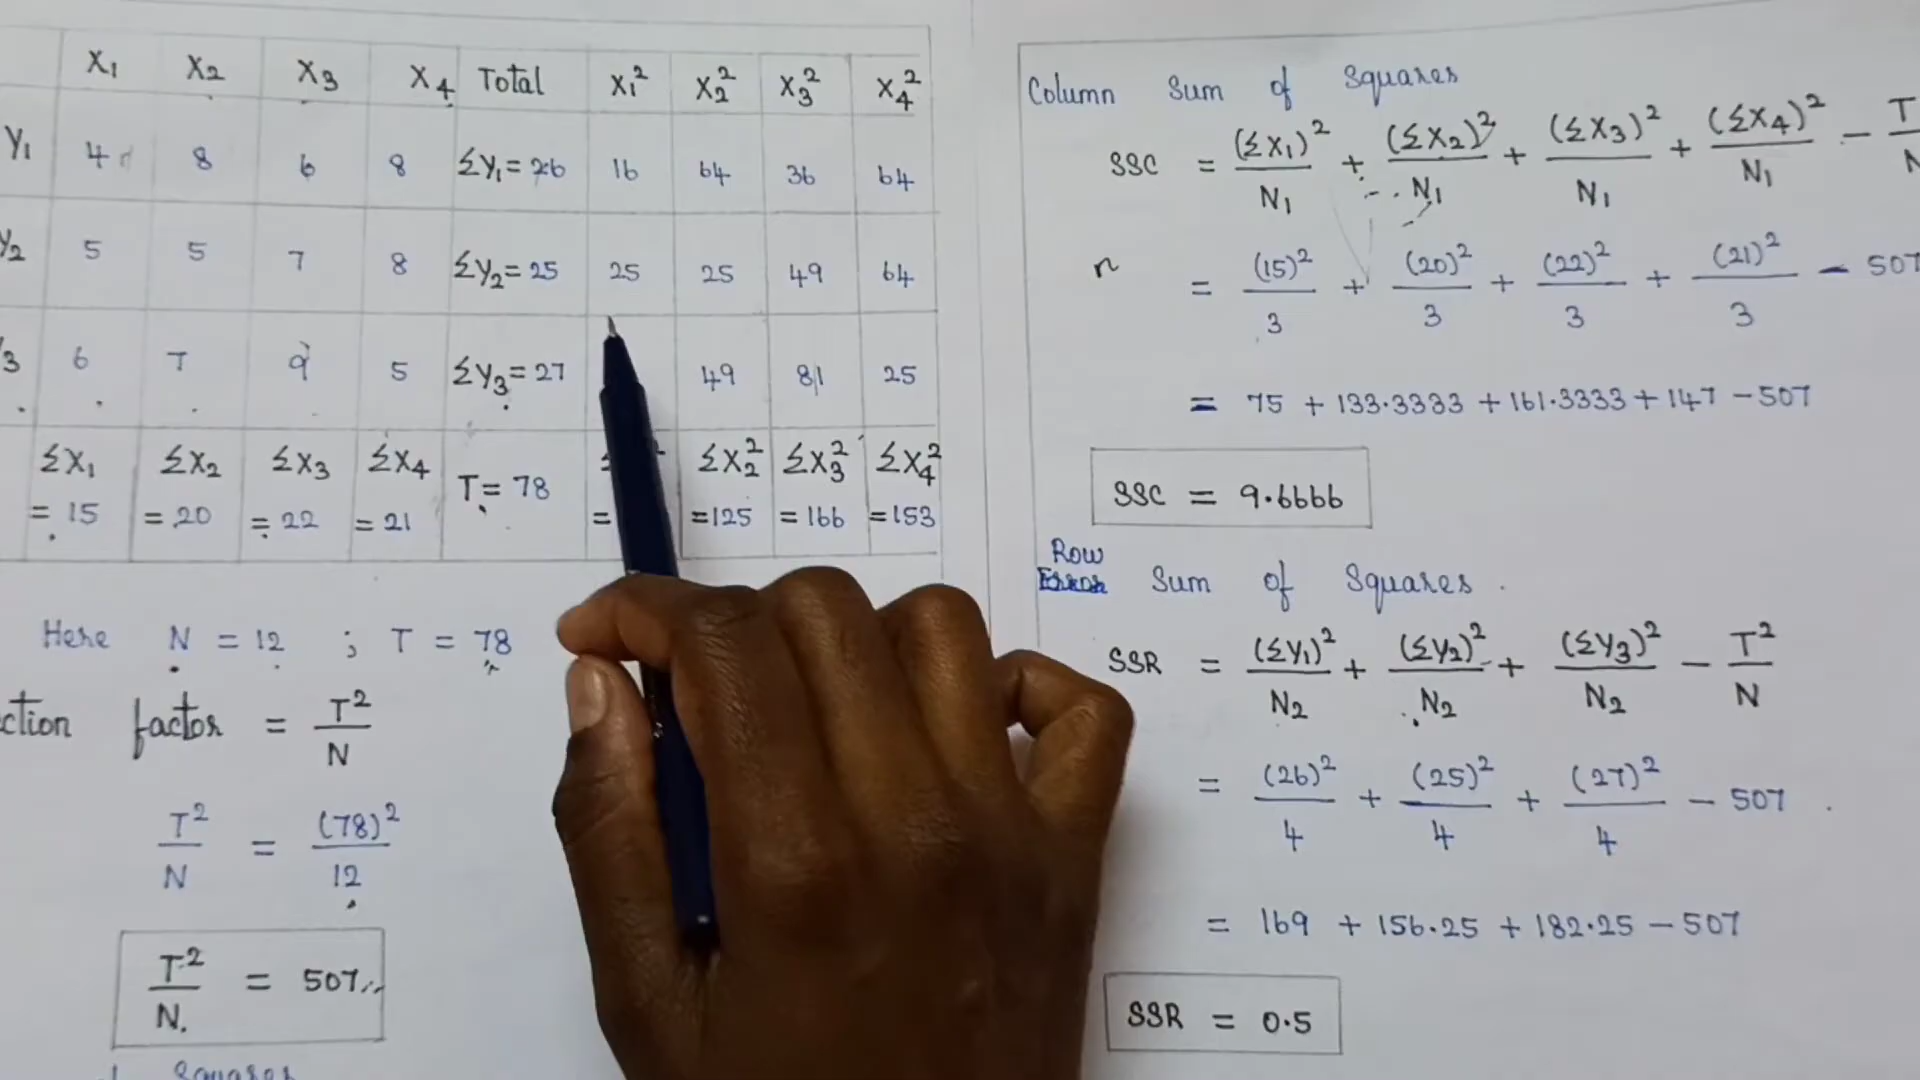 X₁ X₂ X₃ X₄ Total X₁² X₂² X₃² X₄²
Y₁ 4 8 6 8 ΣY₁ = 26 16 64 36 64
Y₂ 5 5 7 8 ΣY₂ = 25 25 25 49 64
3 6 7 9 5 ΣY₃ = 27 49 81 25
ΣX₁ ΣX₂ ΣX₃ ΣX₄ T = 78 ΣX₂² ΣX₃² ΣX₄²
= 15 = 20 = 22 = 21 = =125 =166 =153
Here N = 12 ; T = 78
ction factor = T²/N
T²/N = (78)²/12
T²/N. = 507
Squares
Column Sum of Squares
SSC = (ΣX₁)²/N₁ + (ΣX₂)²/N₁ + (ΣX₃)²/N₁ + (ΣX₄)²/N₁ − T/N
n
= (15)²/3 + (20)²/3 + (22)²/3 + (21)²/3 − 507
= 75 + 133.3333 + 161.3333 + 147 − 507
SSC = 9.6666
Row
Error Sum of Squares.
SSR = (ΣY₁)²/N₂ + (ΣY₂)²/N₂ + (ΣY₃)²/N₂ − T²/N
= (26)²/4 + (25)²/4 + (27)²/4 − 507
= 169 + 156.25 + 182.25 − 507
SSR = 0.5